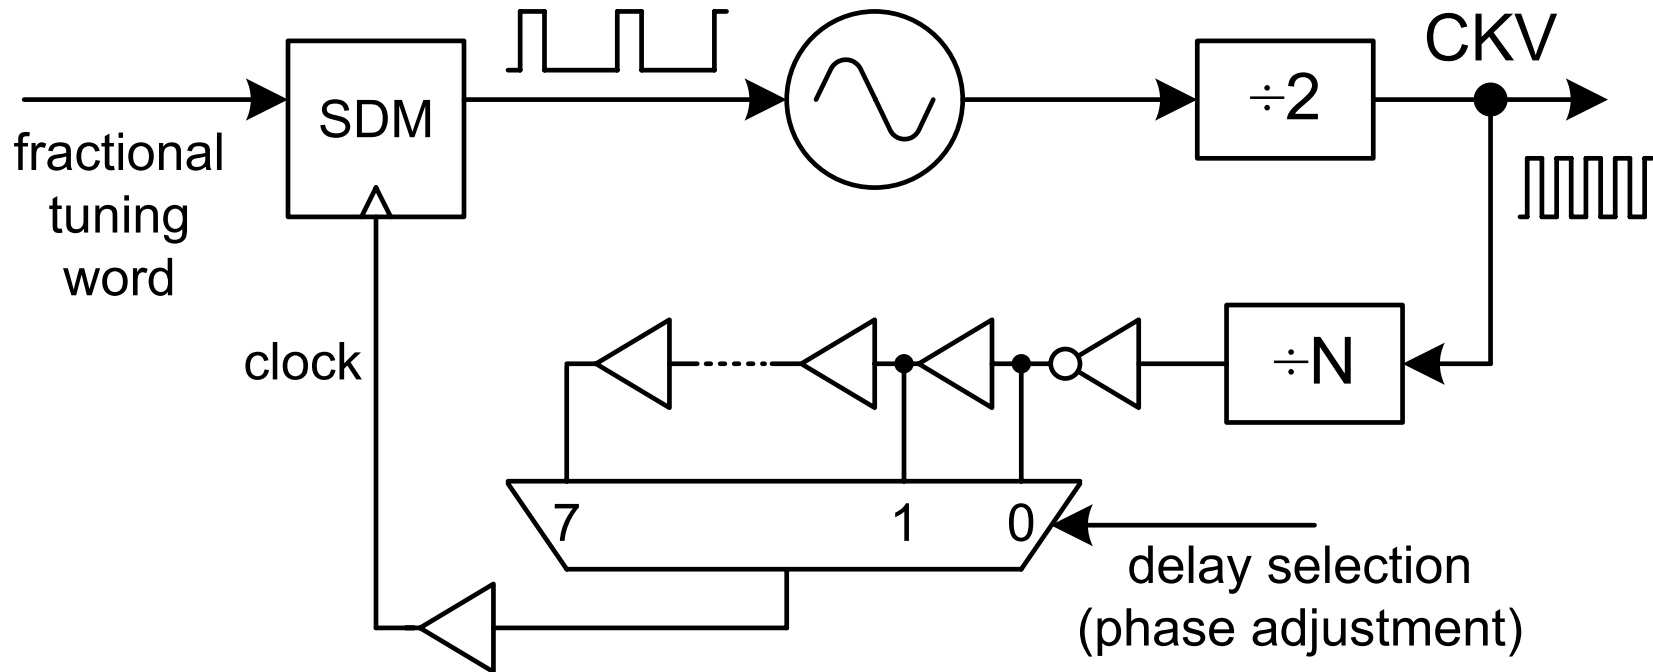 CKV
SDM
÷2
fractional
tuning
word
clock
÷N
7
1
0
delay selection
(phase adjustment)